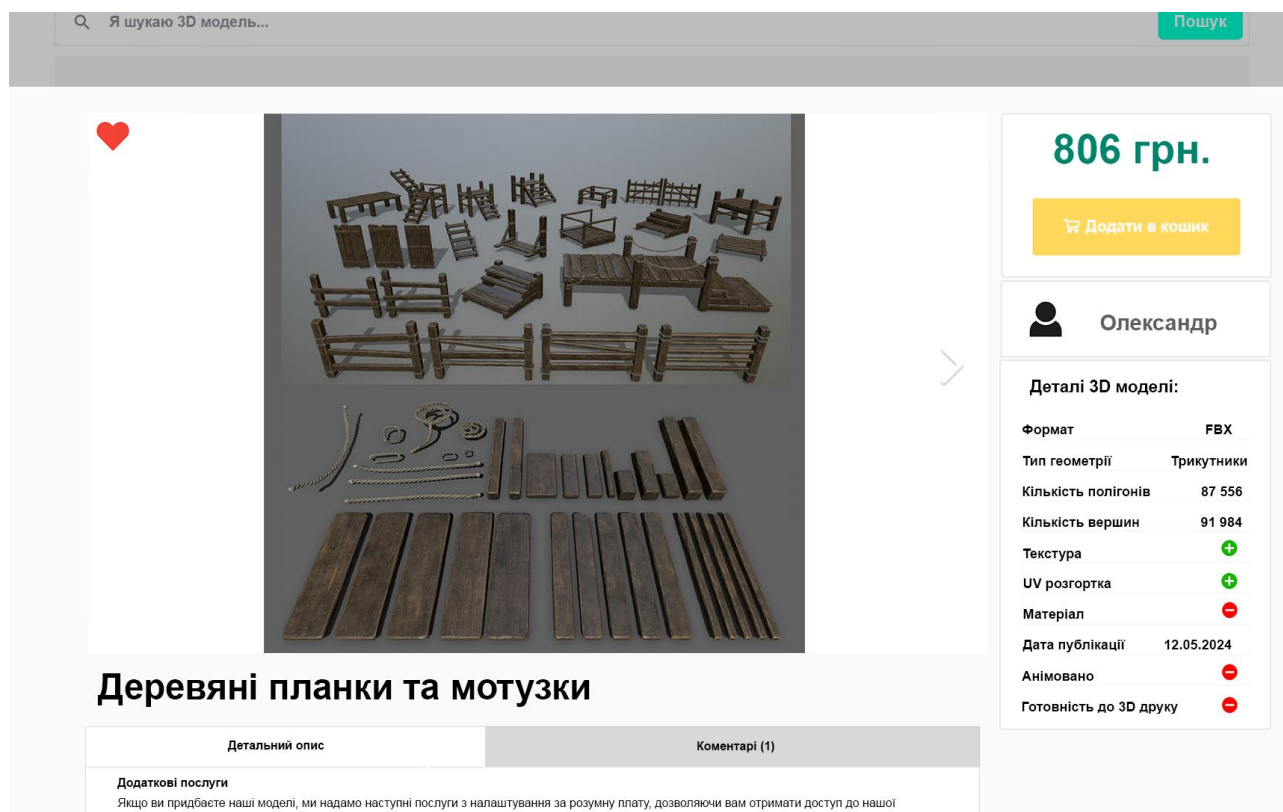 Я шукаю 3D модель...
Пошук
806 грн.
Додати в кошик
Олександр
Деталі 3D моделі:
Формат FBX
Тип геометрії Трикутники
Кількість полігонів 87 556
Кількість вершин 91 984
Текстура
UV розгортка
Матеріал
Дата публікації 12.05.2024
Анімовано
Готовність до 3D друку
Деревяні планки та мотузки
Детальний опис
Коментарі (1)
Додаткові послуги
Якщо ви придбаєте наші моделі, ми надамо наступні послуги з налаштування за розумну плату, дозволяючи вам отримати доступ до нашої